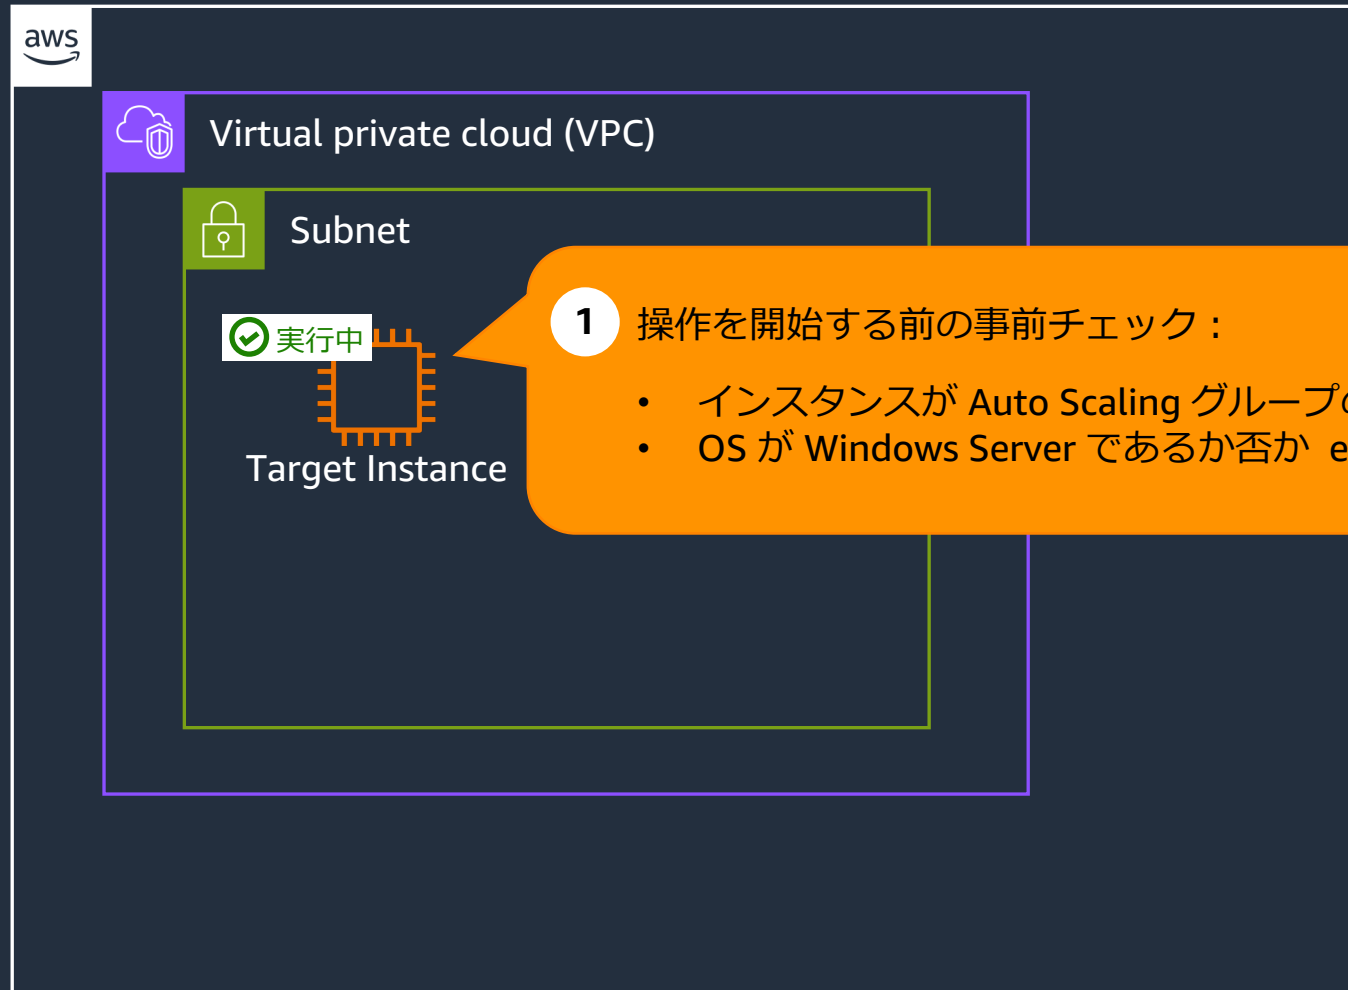 aws
Virtual private cloud (VPC)
Subnet
実行中
Target Instance
1
操作を開始する前の事前チェック：
• インスタンスが Auto Scaling グループ
• OS が Windows Server であるか否か